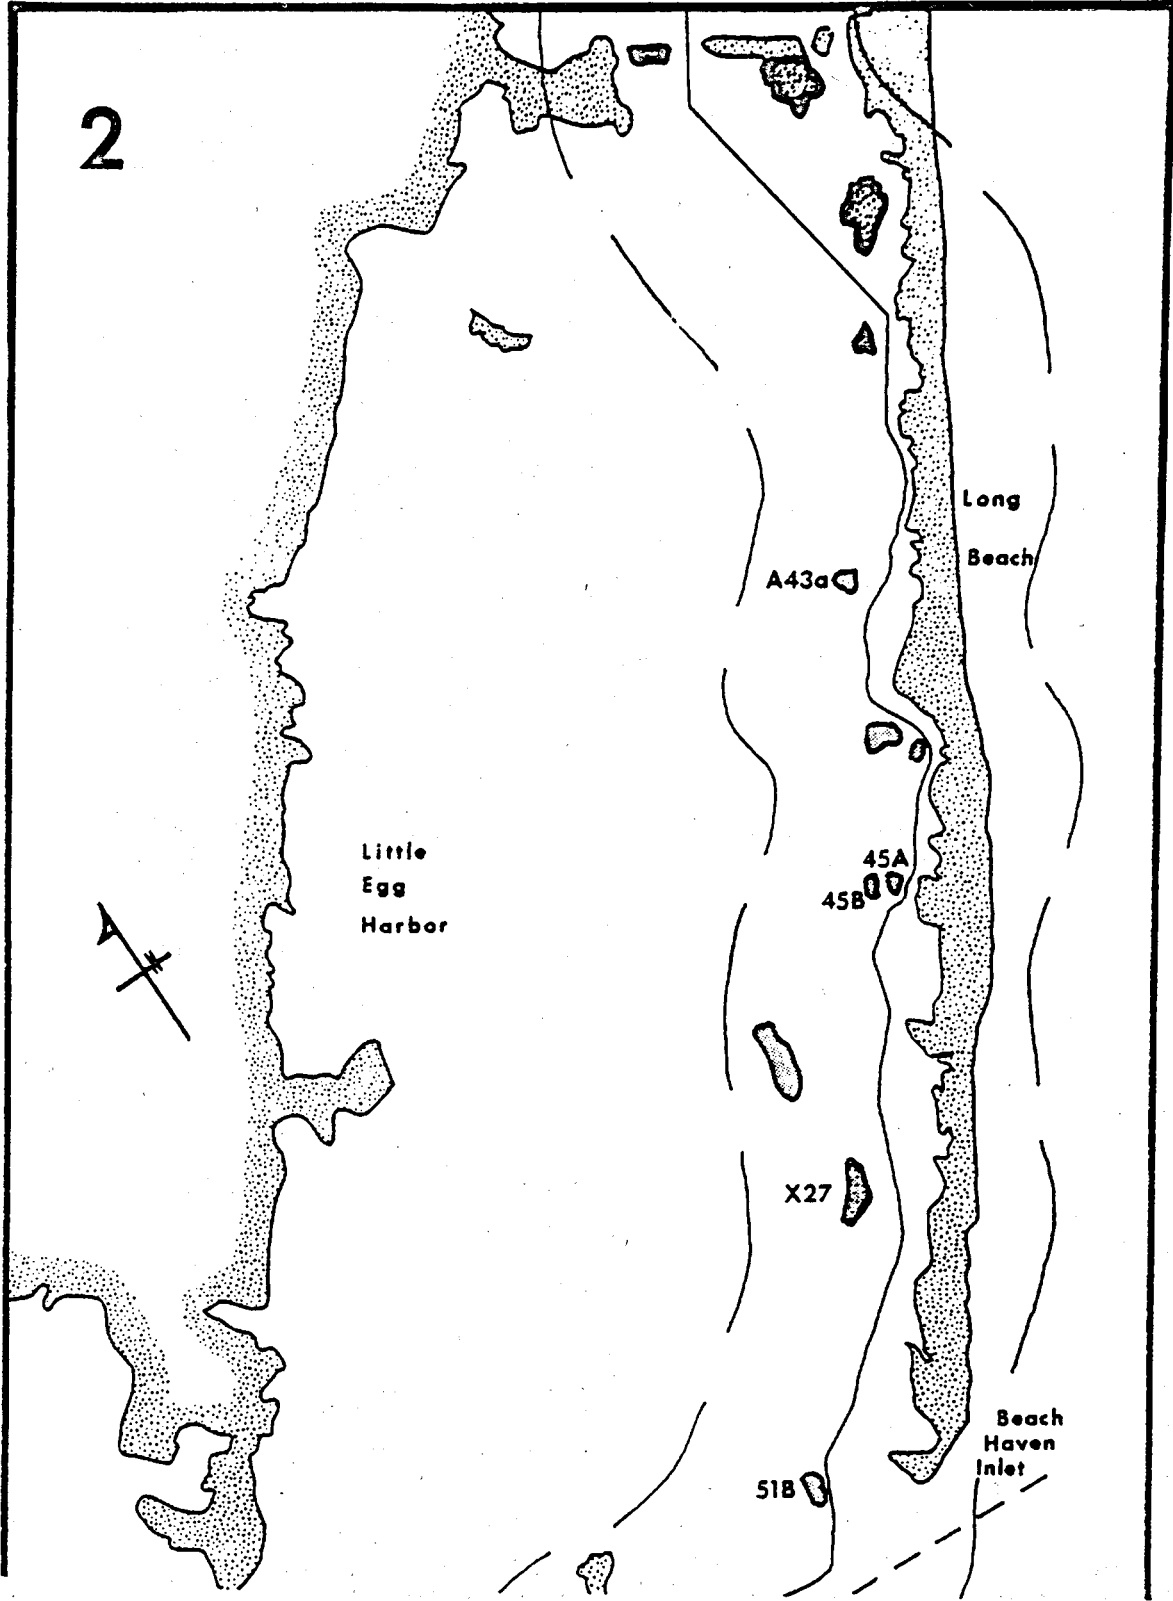 2
Long
Beach
A43a
45A
45B
Little
Egg
Harbor
N
X27
Beach
Haven
Inlet
51B